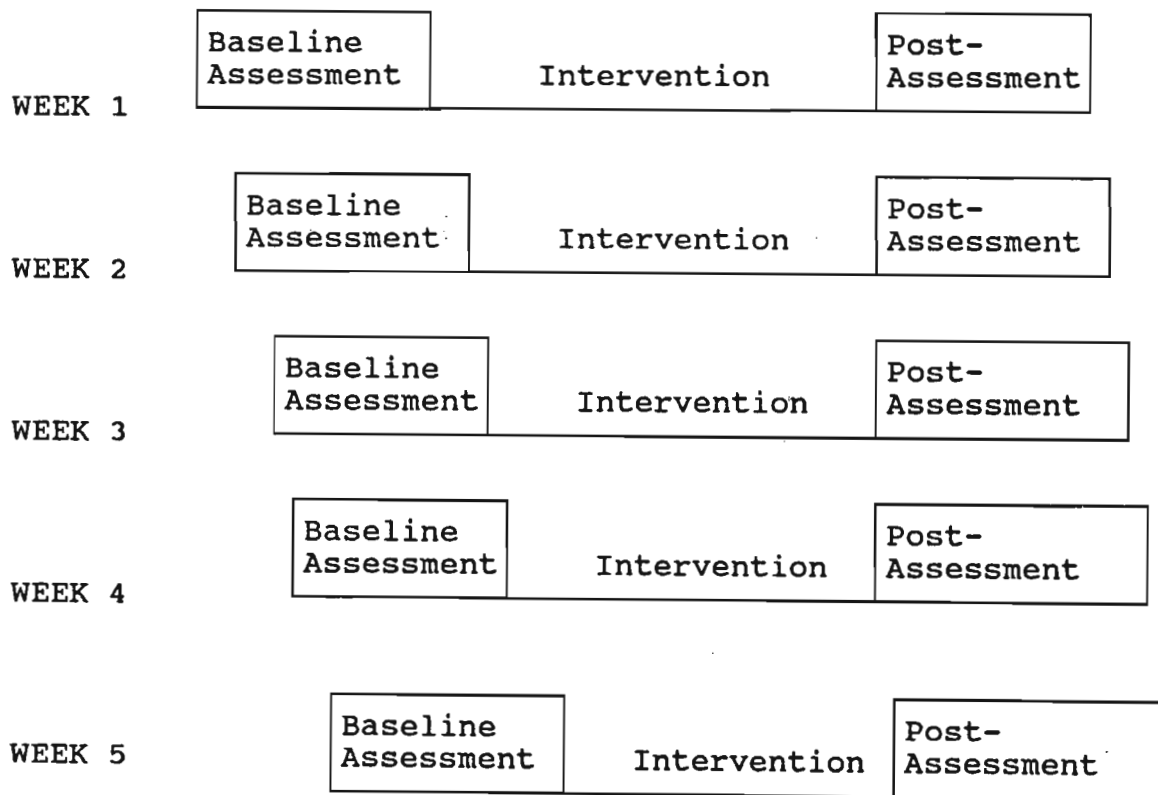 Baseline Post-
Assessment Intervention Assessment
WEEK 1
Baseline Post-
Assessment Intervention Assessment
WEEK 2
Baseline Post-
Assessment Intervention Assessment
WEEK 3
Baseline Post-
Assessment Intervention Assessment
WEEK 4
Baseline Post-
WEEK 5 Assessment Intervention Assessment